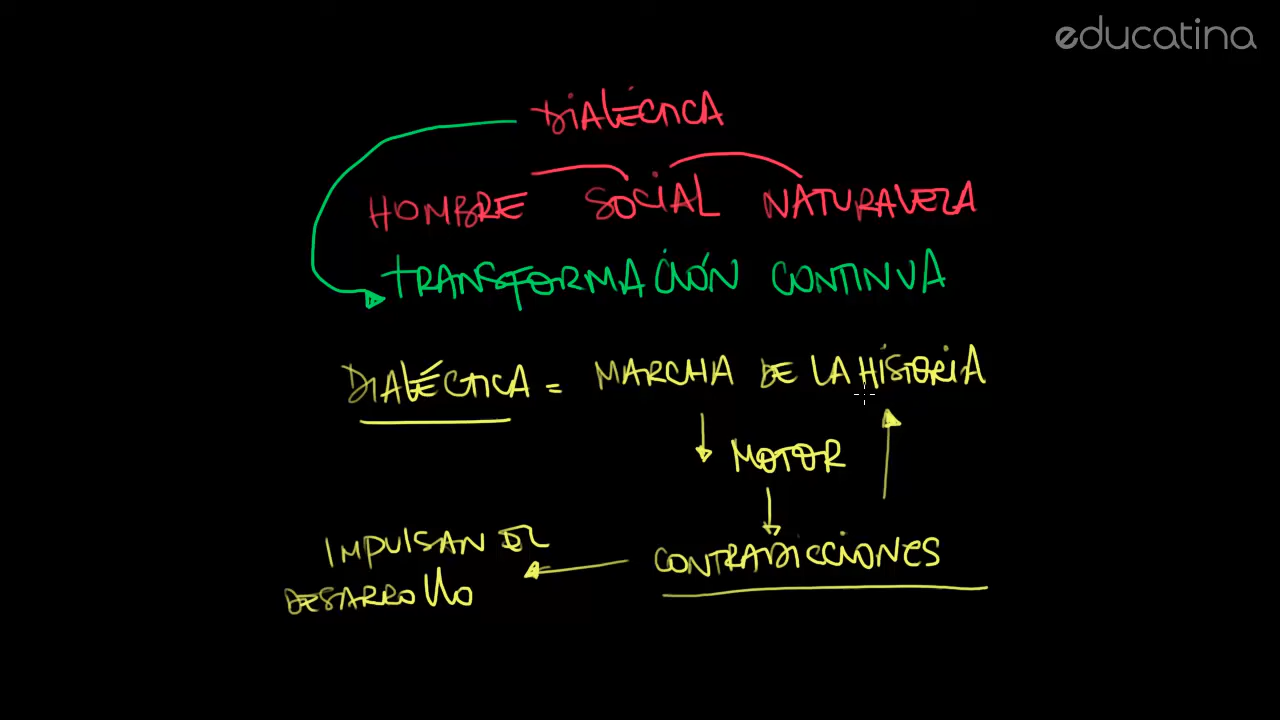 educatina
DIALÉCTICA
HOMBRE SOCIAL NATURALEZA
TRANSFORMACIÓN CONTINUA
DIALÉCTICA = MARCHA DE LA HISTORIA
MOTOR
CONTRADICCIONES
IMPULSAN EL
DESARROLLO